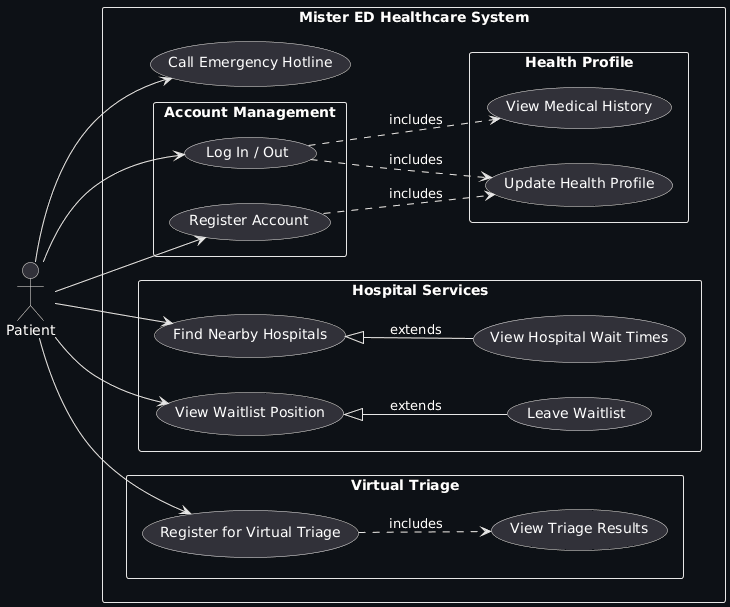 Mister ED Healthcare System
Call Emergency Hotline
Health Profile
View Medical History
Account Management
includes
Log In / Out
includes
Update Health Profile
includes
Register Account
Patient
Hospital Services
Find Nearby Hospitals
extends
View Hospital Wait Times
View Waitlist Position
extends
Leave Waitlist
Virtual Triage
Register for Virtual Triage
includes
View Triage Results